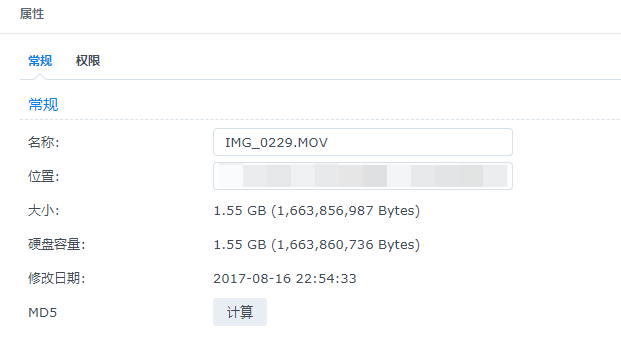 属性
常规 权限
常规
名称: IMG_0229.MOV
位置:
大小: 1.55 GB (1,663,856,987 Bytes)
硬盘容量: 1.55 GB (1,663,860,736 Bytes)
修改日期: 2017-08-16 22:54:33
MD5 计算